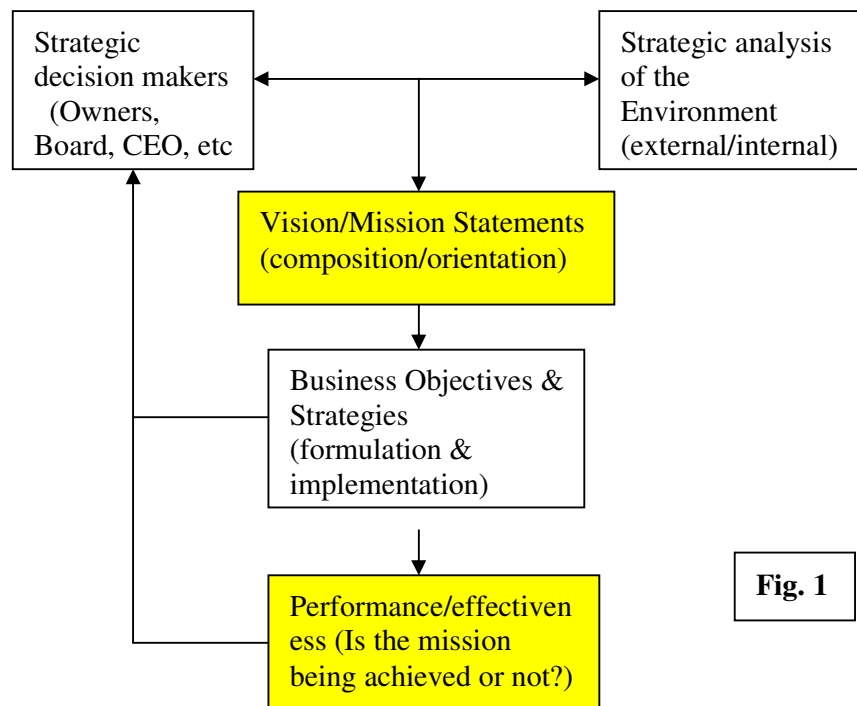 Strategic
decision makers
(Owners,
Board, CEO, etc
Strategic analysis
of the
Environment
(external/internal)
Vision/Mission Statements
(composition/orientation)
Business Objectives &
Strategies
(formulation &
implementation)
Performance/effectiven
ess (Is the mission
being achieved or not?)
Fig. 1